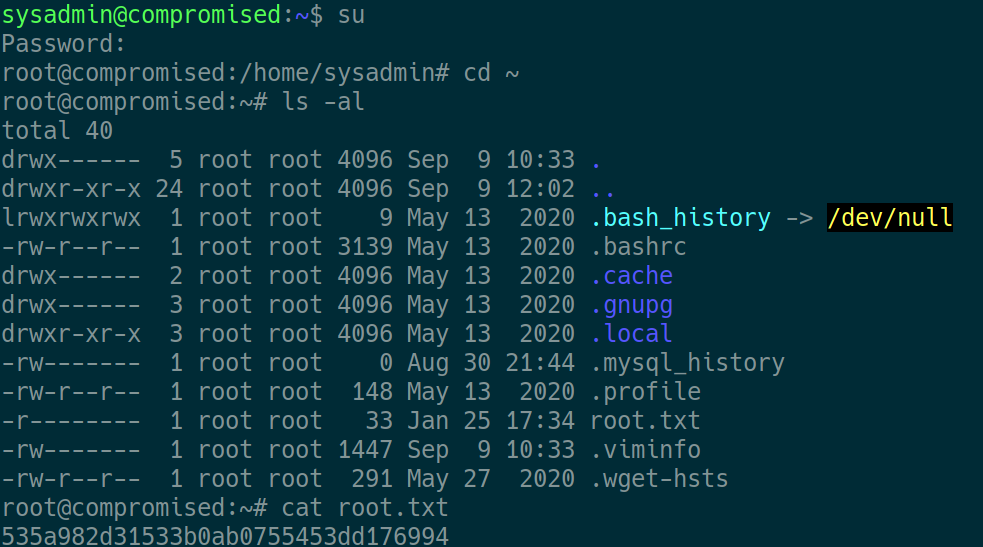 sysadmin@compromised:~$ su
Password:
root@compromised:/home/sysadmin# cd ~
root@compromised:~# ls -al
total 40
drwx------  5 root root 4096 Sep  9 10:33 .
drwxr-xr-x 24 root root 4096 Sep  9 12:02 ..
lrwxrwxrwx  1 root root    9 May 13  2020 .bash_history -> /dev/null
-rw-r--r--  1 root root 3139 May 13  2020 .bashrc
drwx------  2 root root 4096 May 13  2020 .cache
drwx------  3 root root 4096 May 13  2020 .gnupg
drwxr-xr-x  3 root root 4096 May 13  2020 .local
-rw-------  1 root root    0 Aug 30 21:44 .mysql_history
-rw-r--r--  1 root root  148 May 13  2020 .profile
-r--------  1 root root   33 Jan 25 17:34 root.txt
-rw-------  1 root root 1447 Sep  9 10:33 .viminfo
-rw-r--r--  1 root root  291 May 27  2020 .wget-hsts
root@compromised:~# cat root.txt
535a982d31533b0ab0755453dd176994